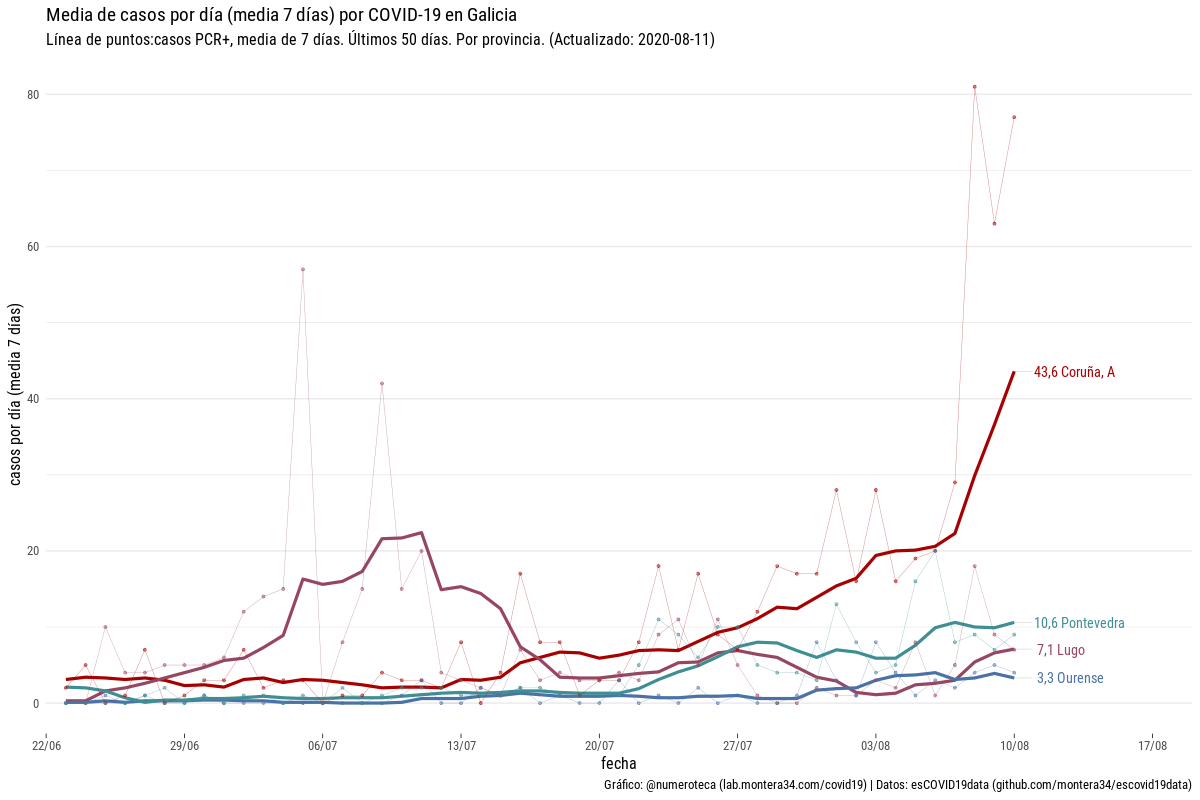 Media de casos por día (media 7 días) por COVID-19 en Galicia
Línea de puntos:casos PCR+, media de 7 días. Últimos 50 días. Por provincia. (Actualizado: 2020-08-11)
casos por día (media 7 días)
80
60
40
20
0
43,6 Coruña, A
10,6 Pontevedra
7,1 Lugo
3,3 Ourense
22/06
29/06
06/07
13/07
20/07
27/07
03/08
10/08
17/08
fecha
Gráfico: @numeroteca (lab.montera34.com/covid19) | Datos: esCOVID19data (github.com/montera34/escovid19data)